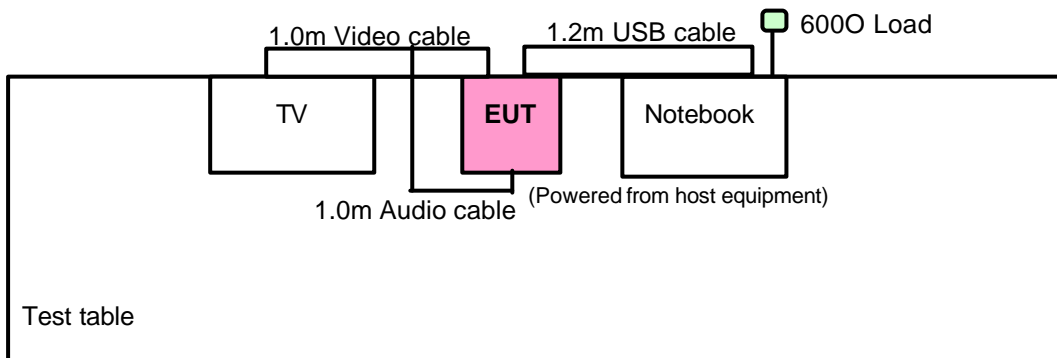 600O Load
1.0m Video cable
1.2m USB cable
TV
EUT
Notebook
(Powered from host equipment)
1.0m Audio cable
Test table